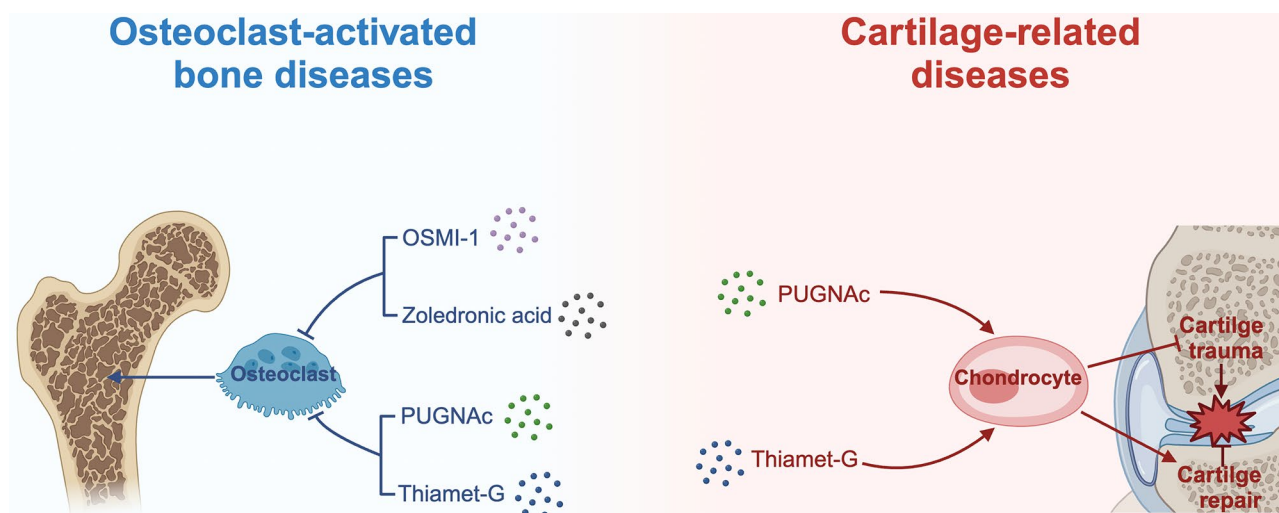 Osteoclast-activated
bone diseases
Cartilage-related
diseases
OSMI-1
Zoledronic acid
Osteoclast
PUGNAc
Thiamet-G
PUGNAc
Thiamet-G
Chondrocyte
Cartilge
trauma
Cartilge
repair